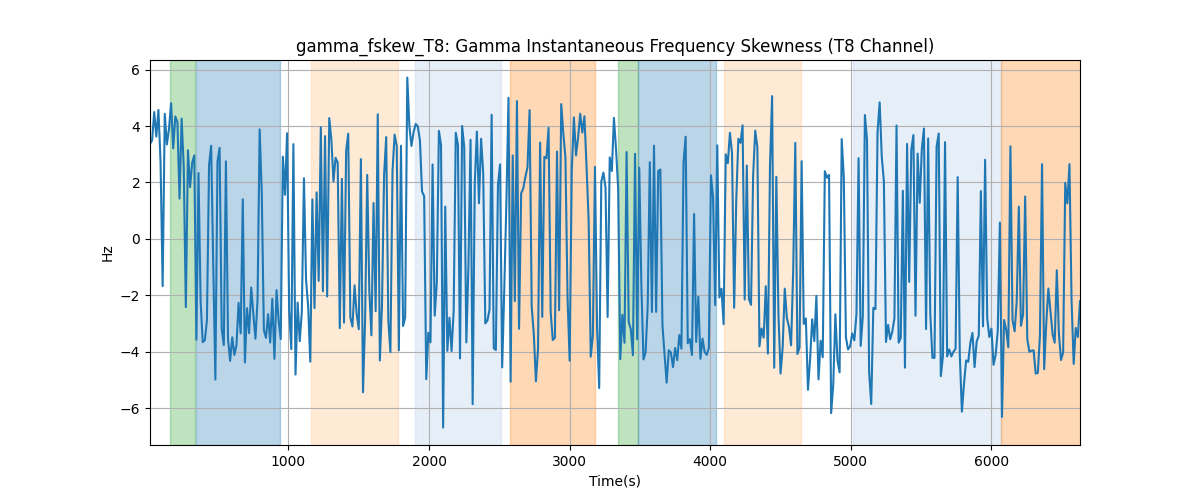 gamma_fskew_T8: Gamma Instantaneous Frequency Skewness (T8 Channel)
6
4
2
0
−2
−4
−6
Hz
1000 2000 3000 4000 5000 6000
Time(s)